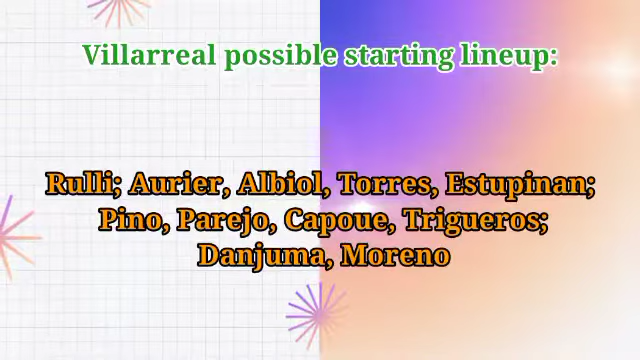 Villarreal possible starting lineup:
Rulli; Aurier, Albiol, Torres, Estupinan;
Pino, Parejo, Capoue, Trigueros;
Danjuma, Moreno